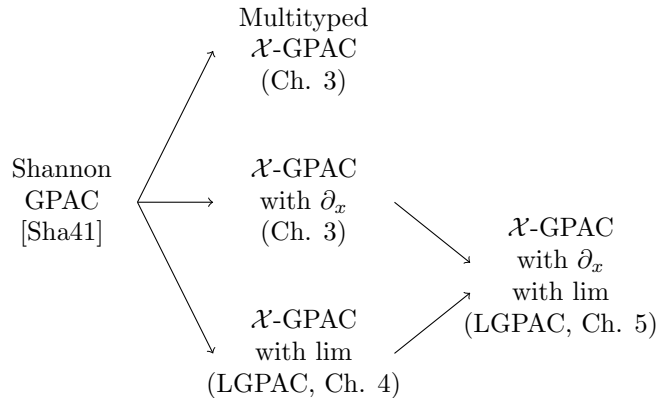 Multityped
𝒳-GPAC
(Ch. 3)
Shannon
GPAC
[Sha41]
𝒳-GPAC
with ∂ₓ
(Ch. 3)
𝒳-GPAC
with lim
(LGPAC, Ch. 4)
𝒳-GPAC
with ∂ₓ
with lim
(LGPAC, Ch. 5)